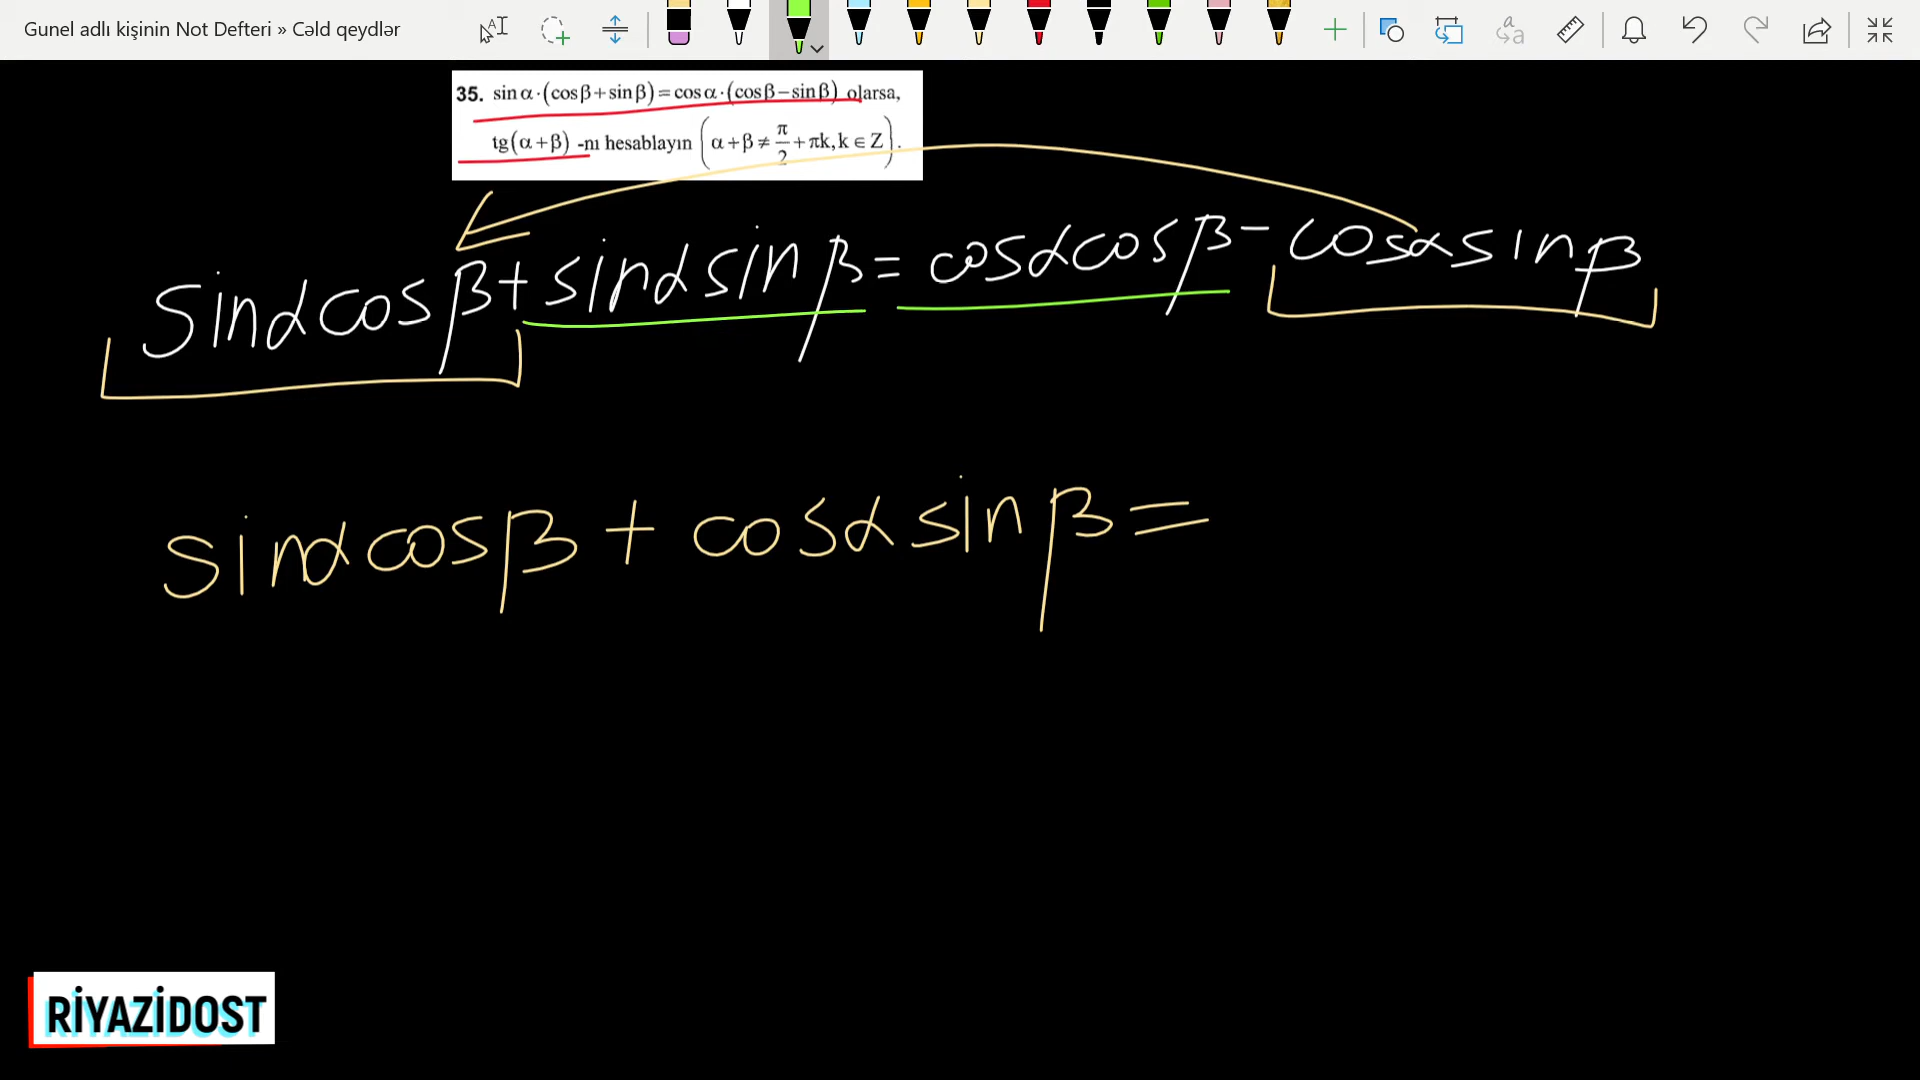 Gunel adlı kişinin Not Defteri » Cəld qeydlər
35. sin α · (cos β + sin β) = cos α · (cos β − sin β) olarsa,
tg(α + β) -nı hesablayın (α + β ≠ π/2 + πk, k ∈ Z).
sinα cosβ + sinα sinβ = cosα cosβ − cosα sinβ
sinα cosβ + cosα sinβ =
RİYAZİDOST